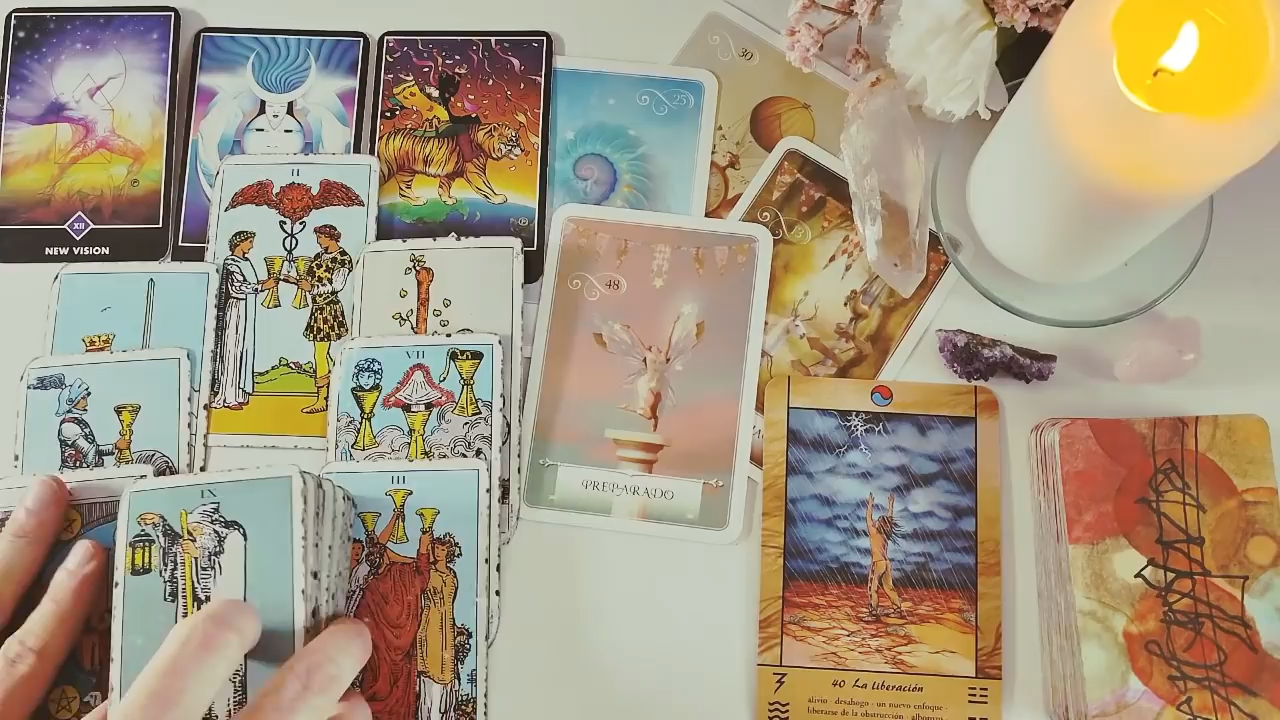 XII
NEW VISION
25
30
13
II
48
VII
PREPARADO
IX
III
40 La liberación
alivio · desahogo · un nuevo enfoque ·
liberarse de la obstrucción ·